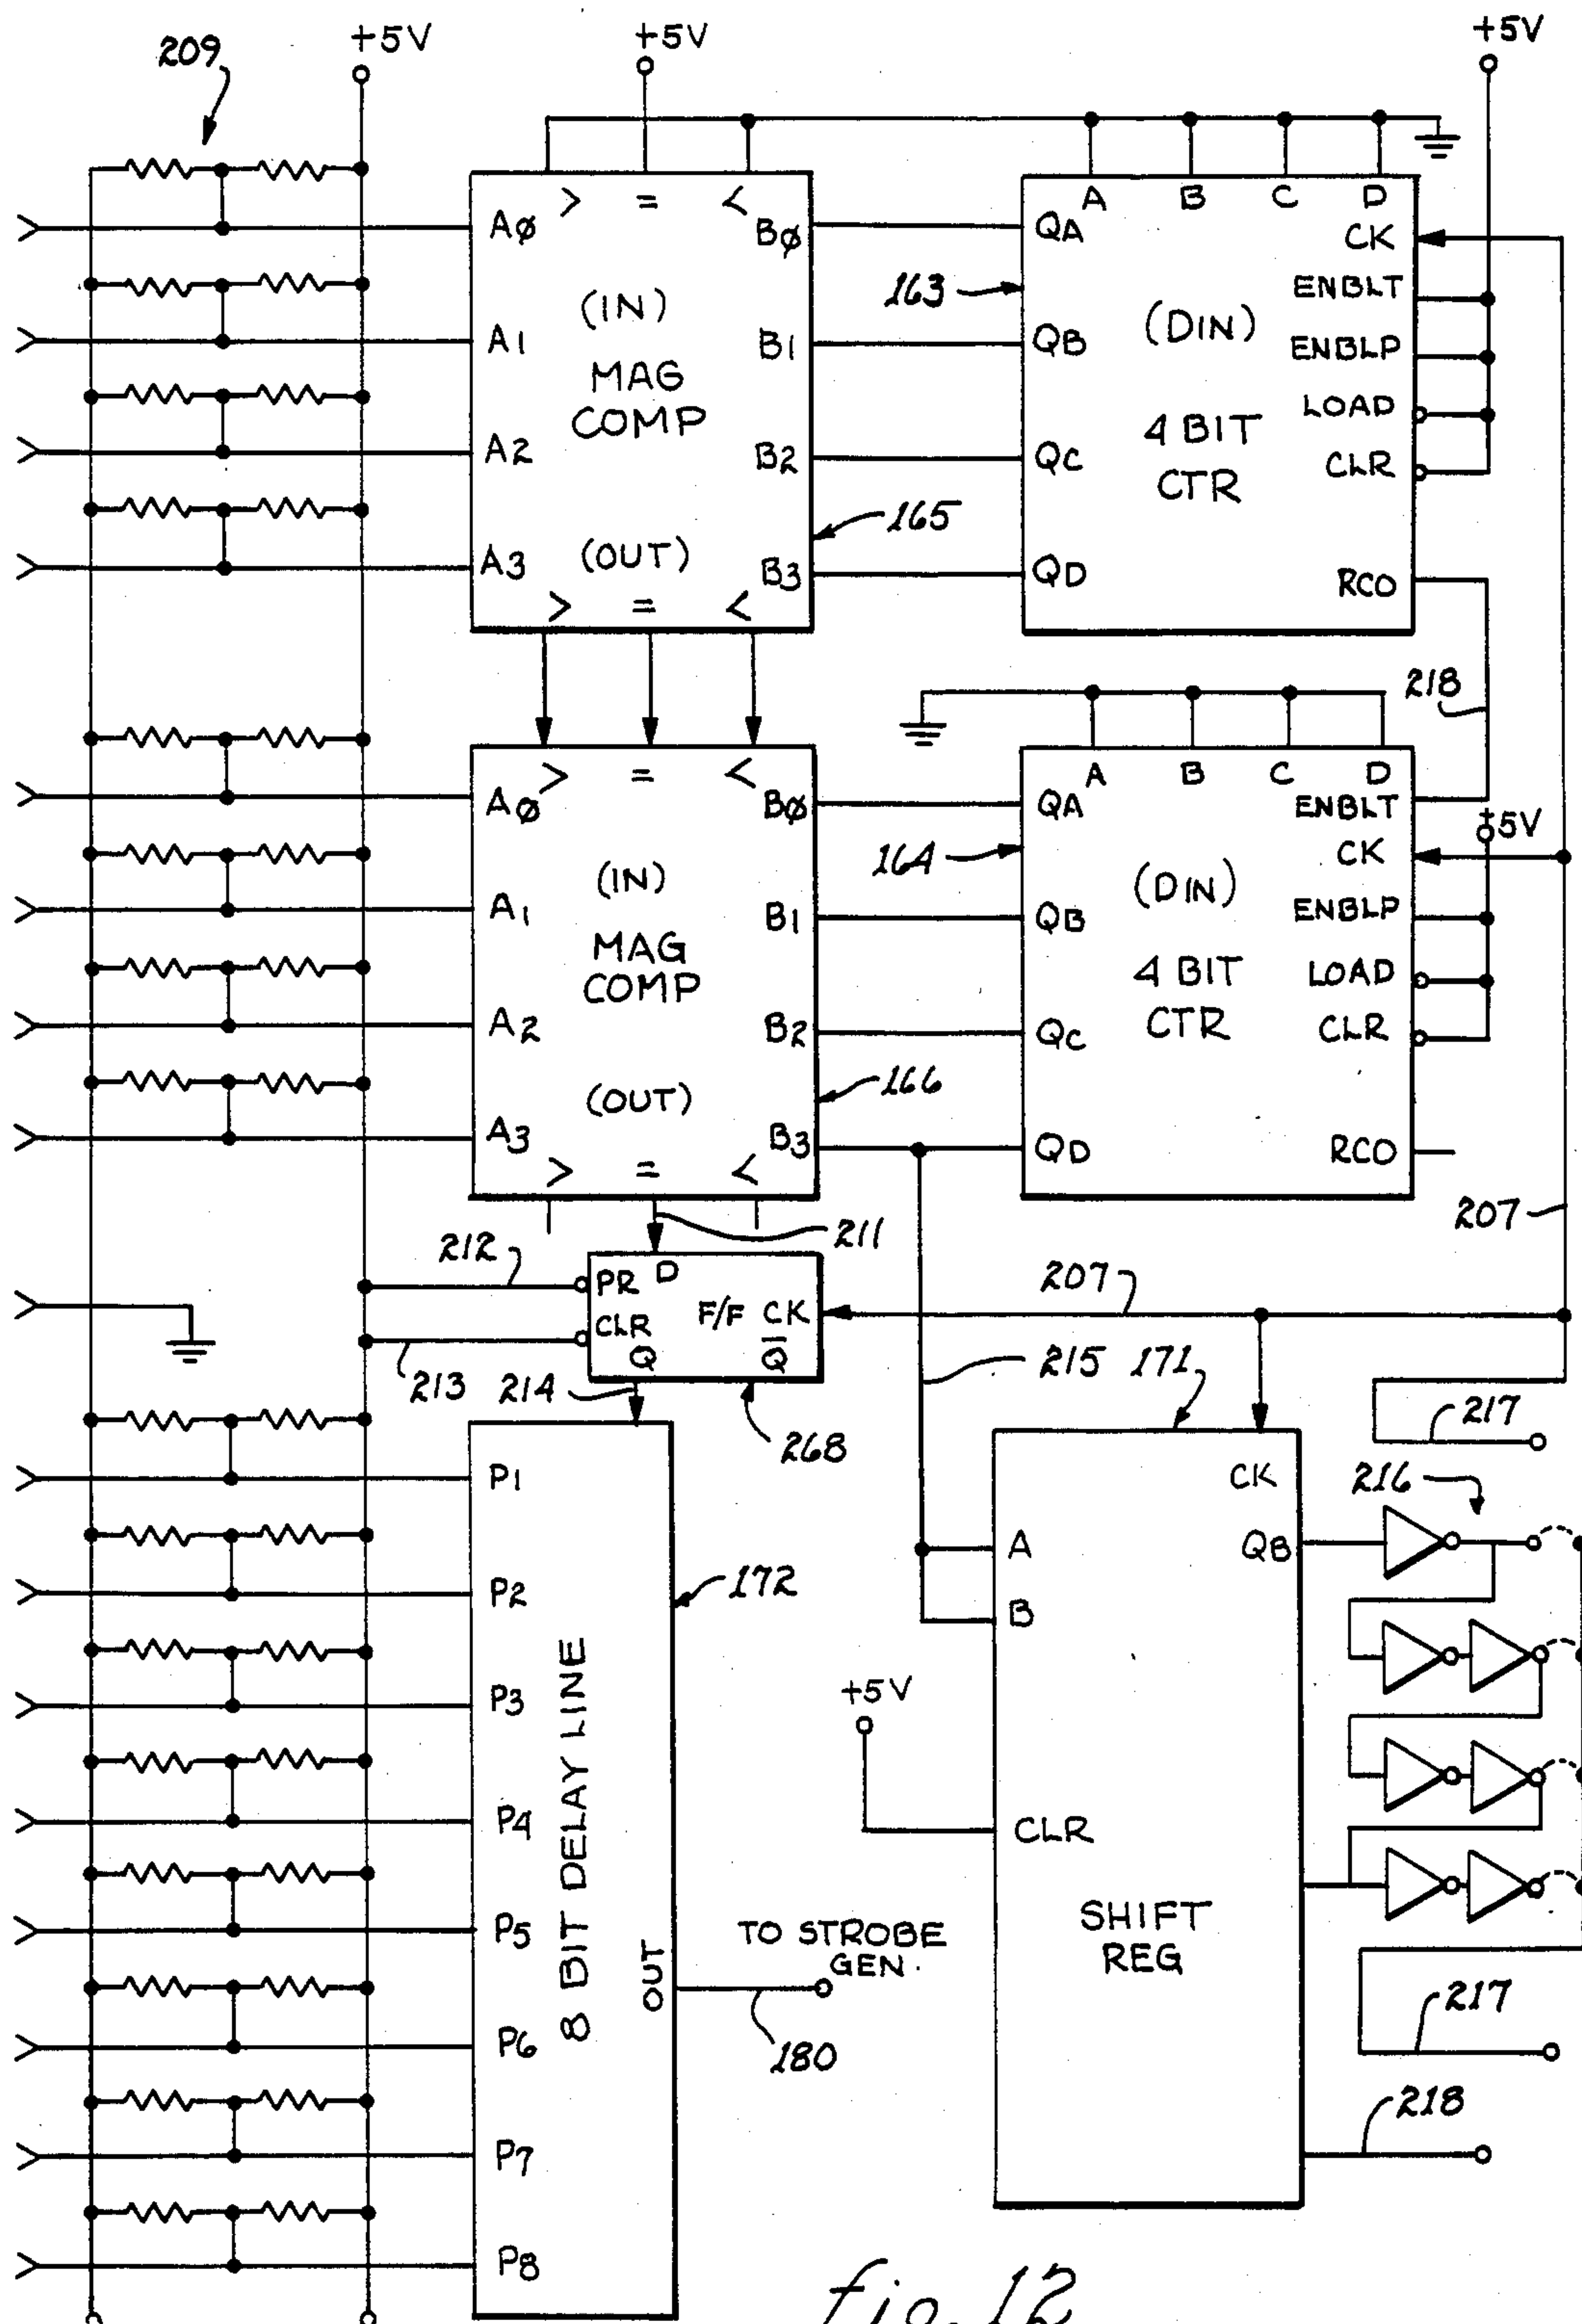 209
+5V
+5V
+5V
> = <
A B C D
AØ
BØ
QA
CK
(IN)
163
ENBLT
A1
MAG
B1
QB
(DIN)
ENBLP
COMP
LOAD
A2
B2
QC
4 BIT
CLR
CTR
165
A3
(OUT)
B3
QD
RCO
> = <
218
> = <
A B C D
AØ
BØ
QA
ENBLT
+5V
164
CK
(IN)
(DIN)
A1
B1
QB
ENBLP
MAG
COMP
4 BIT
LOAD
A2
B2
QC
CTR
CLR
166
(OUT)
A3
B3
QD
RCO
> = <
207
211
212
PR
D
207
CLR
F/F
CK
Q
Q̅
213
214
215
171
217
268
P1
CK
216
A
QB
P2
172
B
P3
+5V
P4
CLR
8 BIT DELAY LINE
P5
TO STROBE
GEN.
SHIFT
REG
OUT
P6
180
217
P7
218
P8
fig. 12